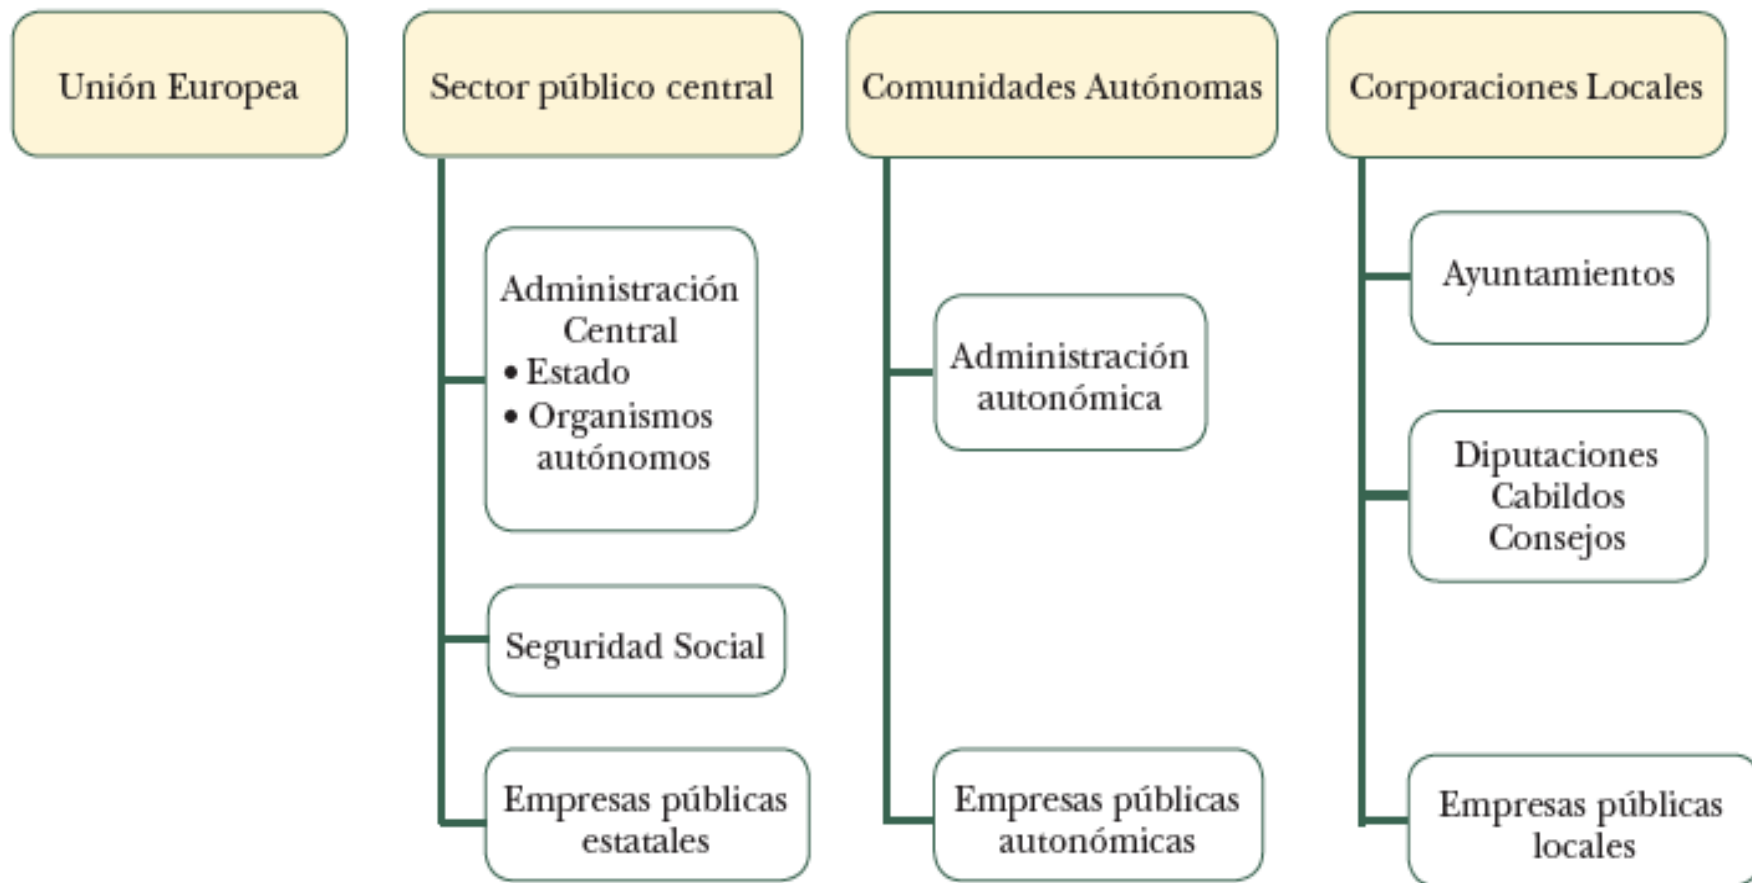 Unión Europea
Sector público central
Comunidades Autónomas
Corporaciones Locales
Administración
Central
• Estado
• Organismos
autónomos
Seguridad Social
Empresas públicas
estatales
Administración
autonómica
Empresas públicas
autonómicas
Ayuntamientos
Diputaciones
Cabildos
Consejos
Empresas públicas
locales